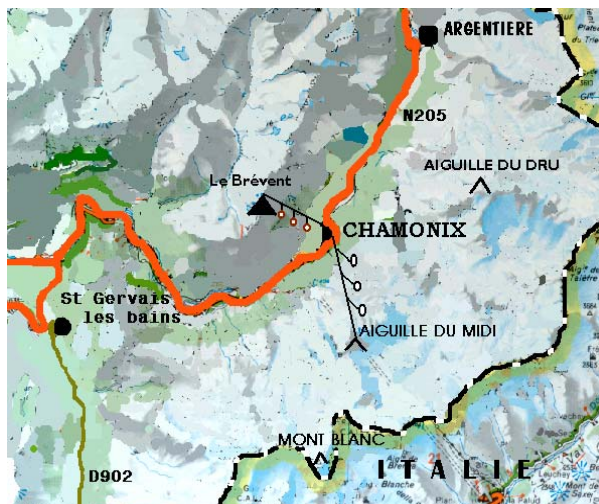 ARGENTIERE
N205
AIGUILLE DU DRU
Le Brévent
CHAMONIX
St Gervais
les bains
AIGUILLE DU MIDI
MONT BLANC
ITALIE
D902